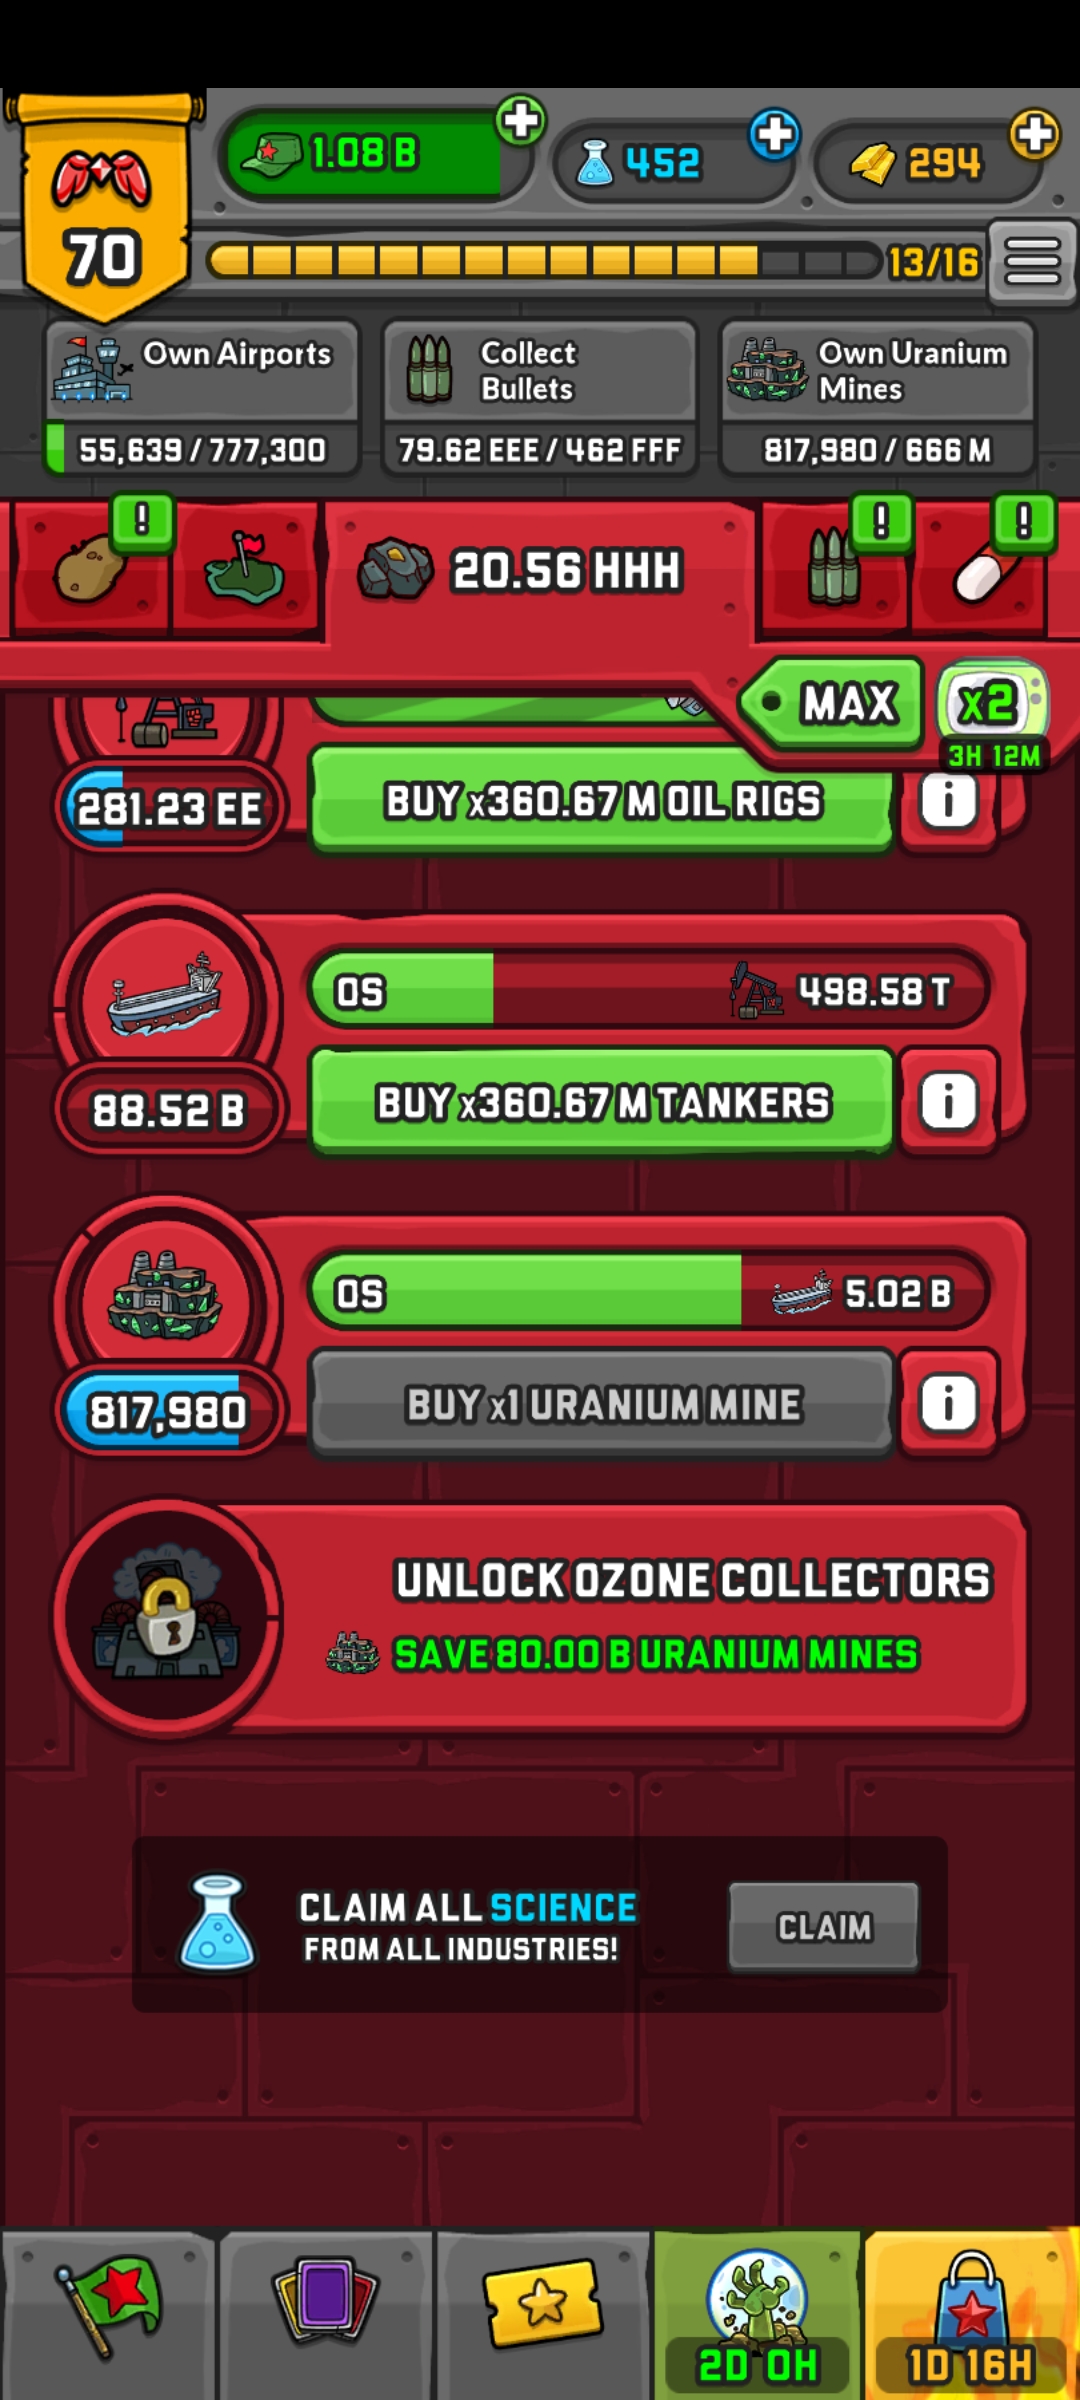 1.08 B
452
294
70
13/16
Own Airports
55,639 / 777,300
Collect
Bullets
79.62 EEE / 462 FFF
Own Uranium
Mines
817,980 / 666 M
!
20.56 HHH
!
!
MAX
x2
3H 12M
281.23 EE
BUY x360.67 M OIL RIGS
i
0S
498.58 T
88.52 B
BUY x360.67 M TANKERS
i
0S
5.02 B
817,980
BUY x1 URANIUM MINE
i
UNLOCK OZONE COLLECTORS
SAVE 80.00 B URANIUM MINES
CLAIM ALL SCIENCE
FROM ALL INDUSTRIES!
CLAIM
2D 0H
1D 16H